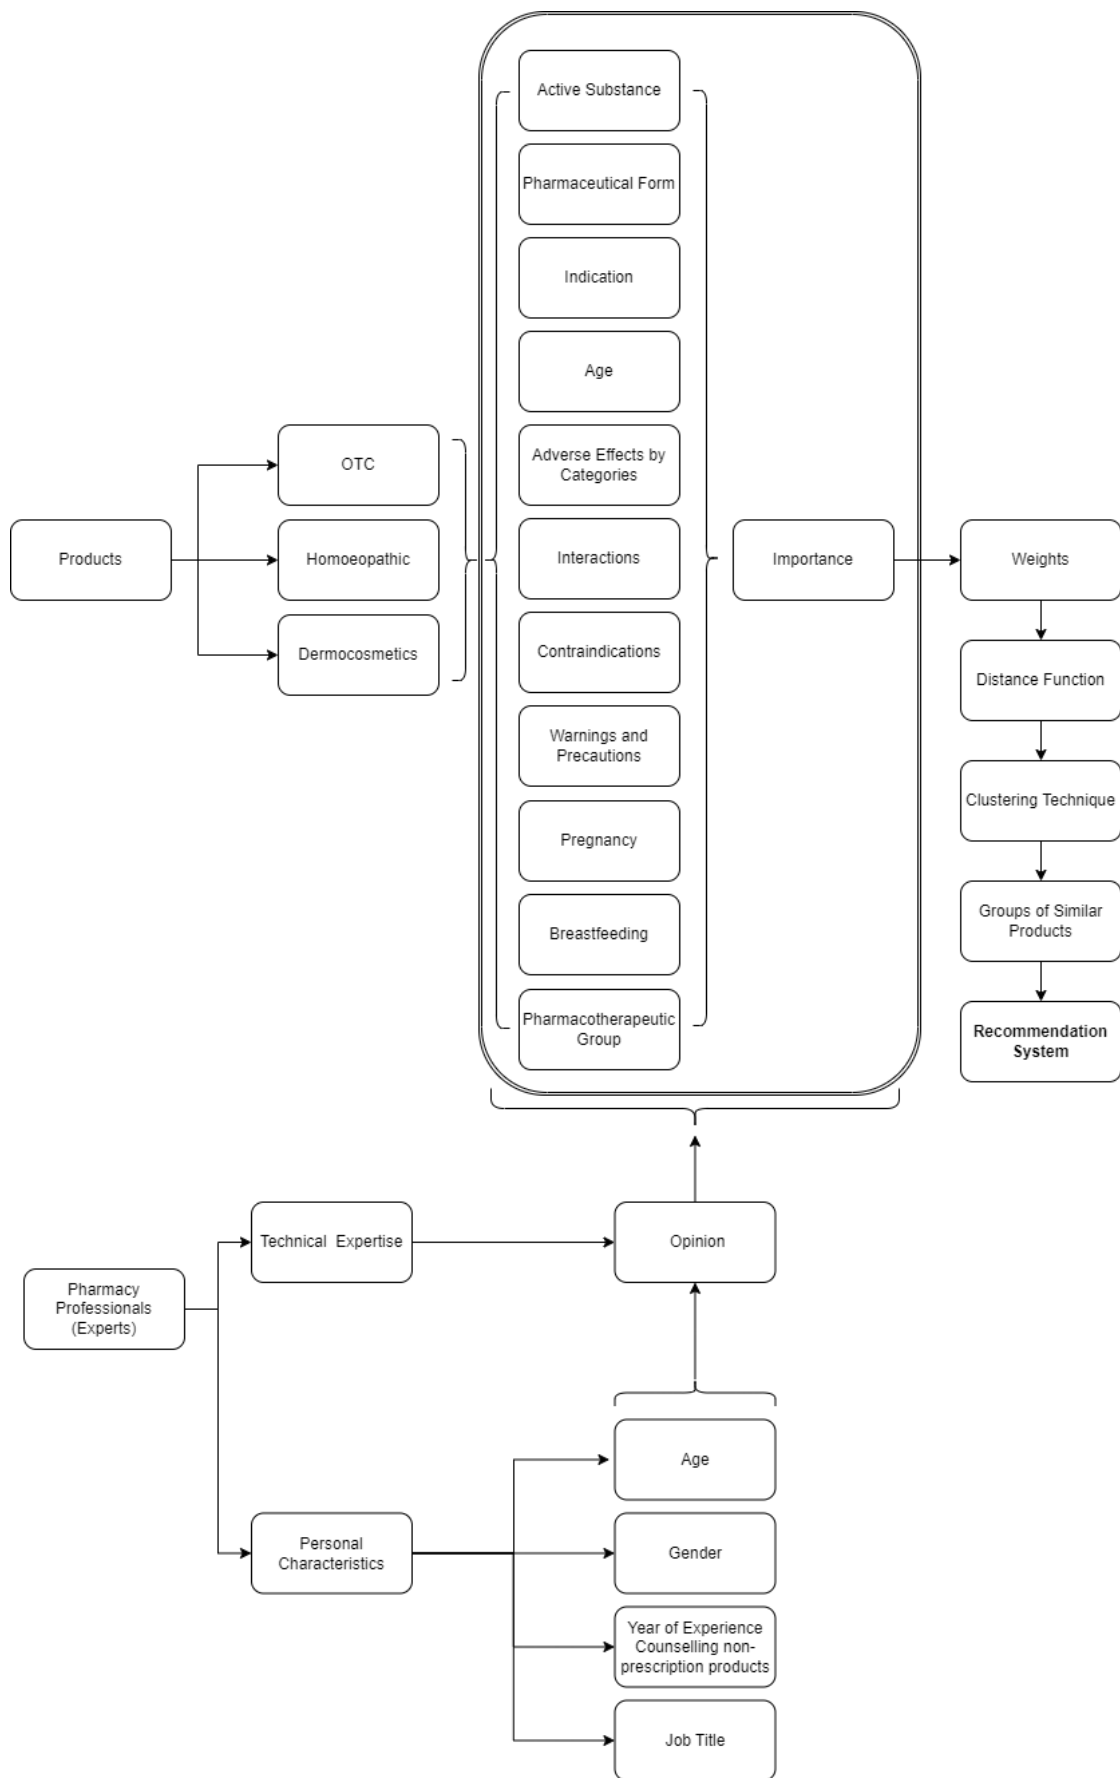 Active Substance
Pharmaceutical Form
Indication
Age
Adverse Effects by
Categories
Interactions
Contraindications
Warnings and
Precautions
Pregnancy
Breastfeeding
Pharmacotherapeutic
Group
Products
OTC
Homoeopathic
Dermocosmetics
Importance
Weights
Distance Function
Clustering Technique
Groups of Similar
Products
Recommendation
System
Pharmacy
Professionals
(Experts)
Technical Expertise
Opinion
Personal
Characteristics
Age
Gender
Year of Experience
Counselling non-
prescription products
Job Title